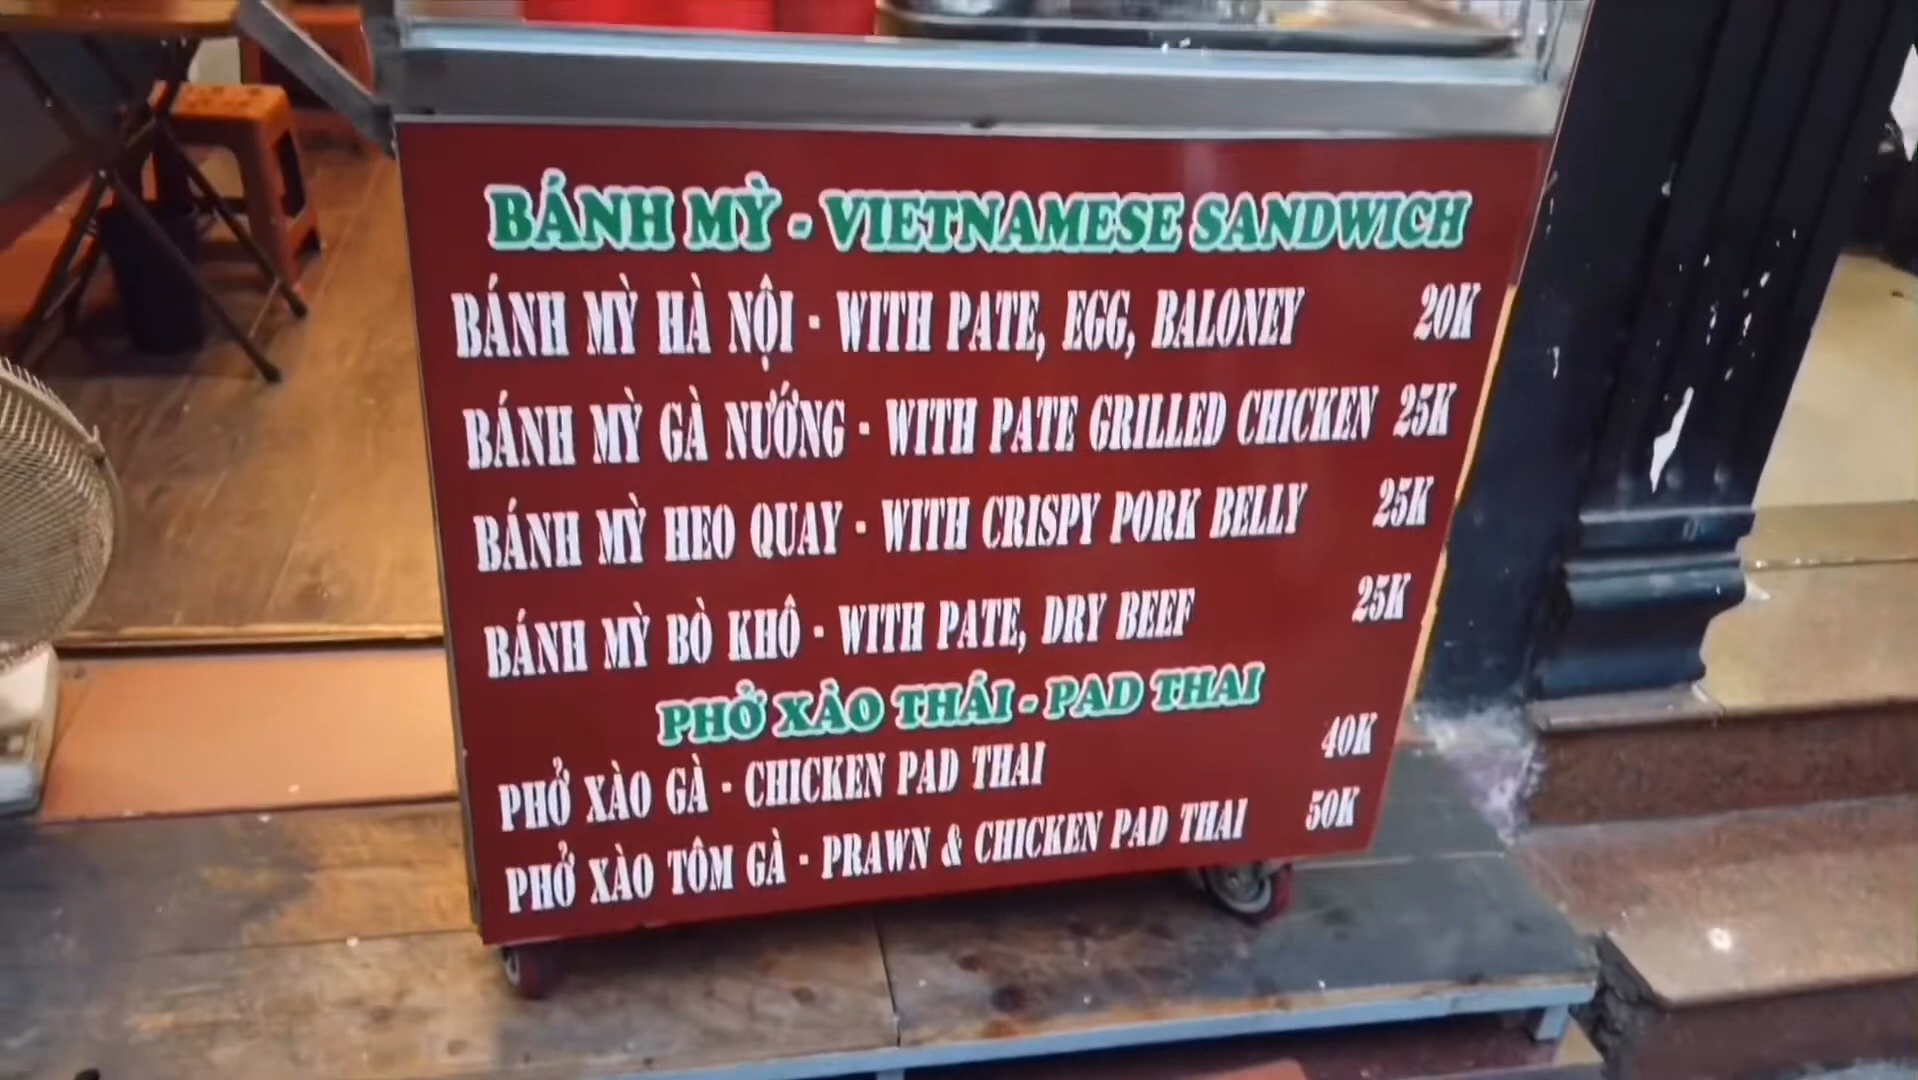 BÁNH MỲ - VIETNAMESE SANDWICH
BÁNH MỲ HÀ NỘI - WITH PATE, EGG, BALONEY 20K
BÁNH MỲ GÀ NƯỚNG - WITH PATE GRILLED CHICKEN 25K
BÁNH MỲ HEO QUAY - WITH CRISPY PORK BELLY 25K
BÁNH MỲ BÒ KHÔ - WITH PATE, DRY BEEF 25K
PHỞ XÀO THÁI - PAD THAI
PHỞ XÀO GÀ - CHICKEN PAD THAI 40K
PHỞ XÀO TÔM GÀ - PRAWN & CHICKEN PAD THAI 50K